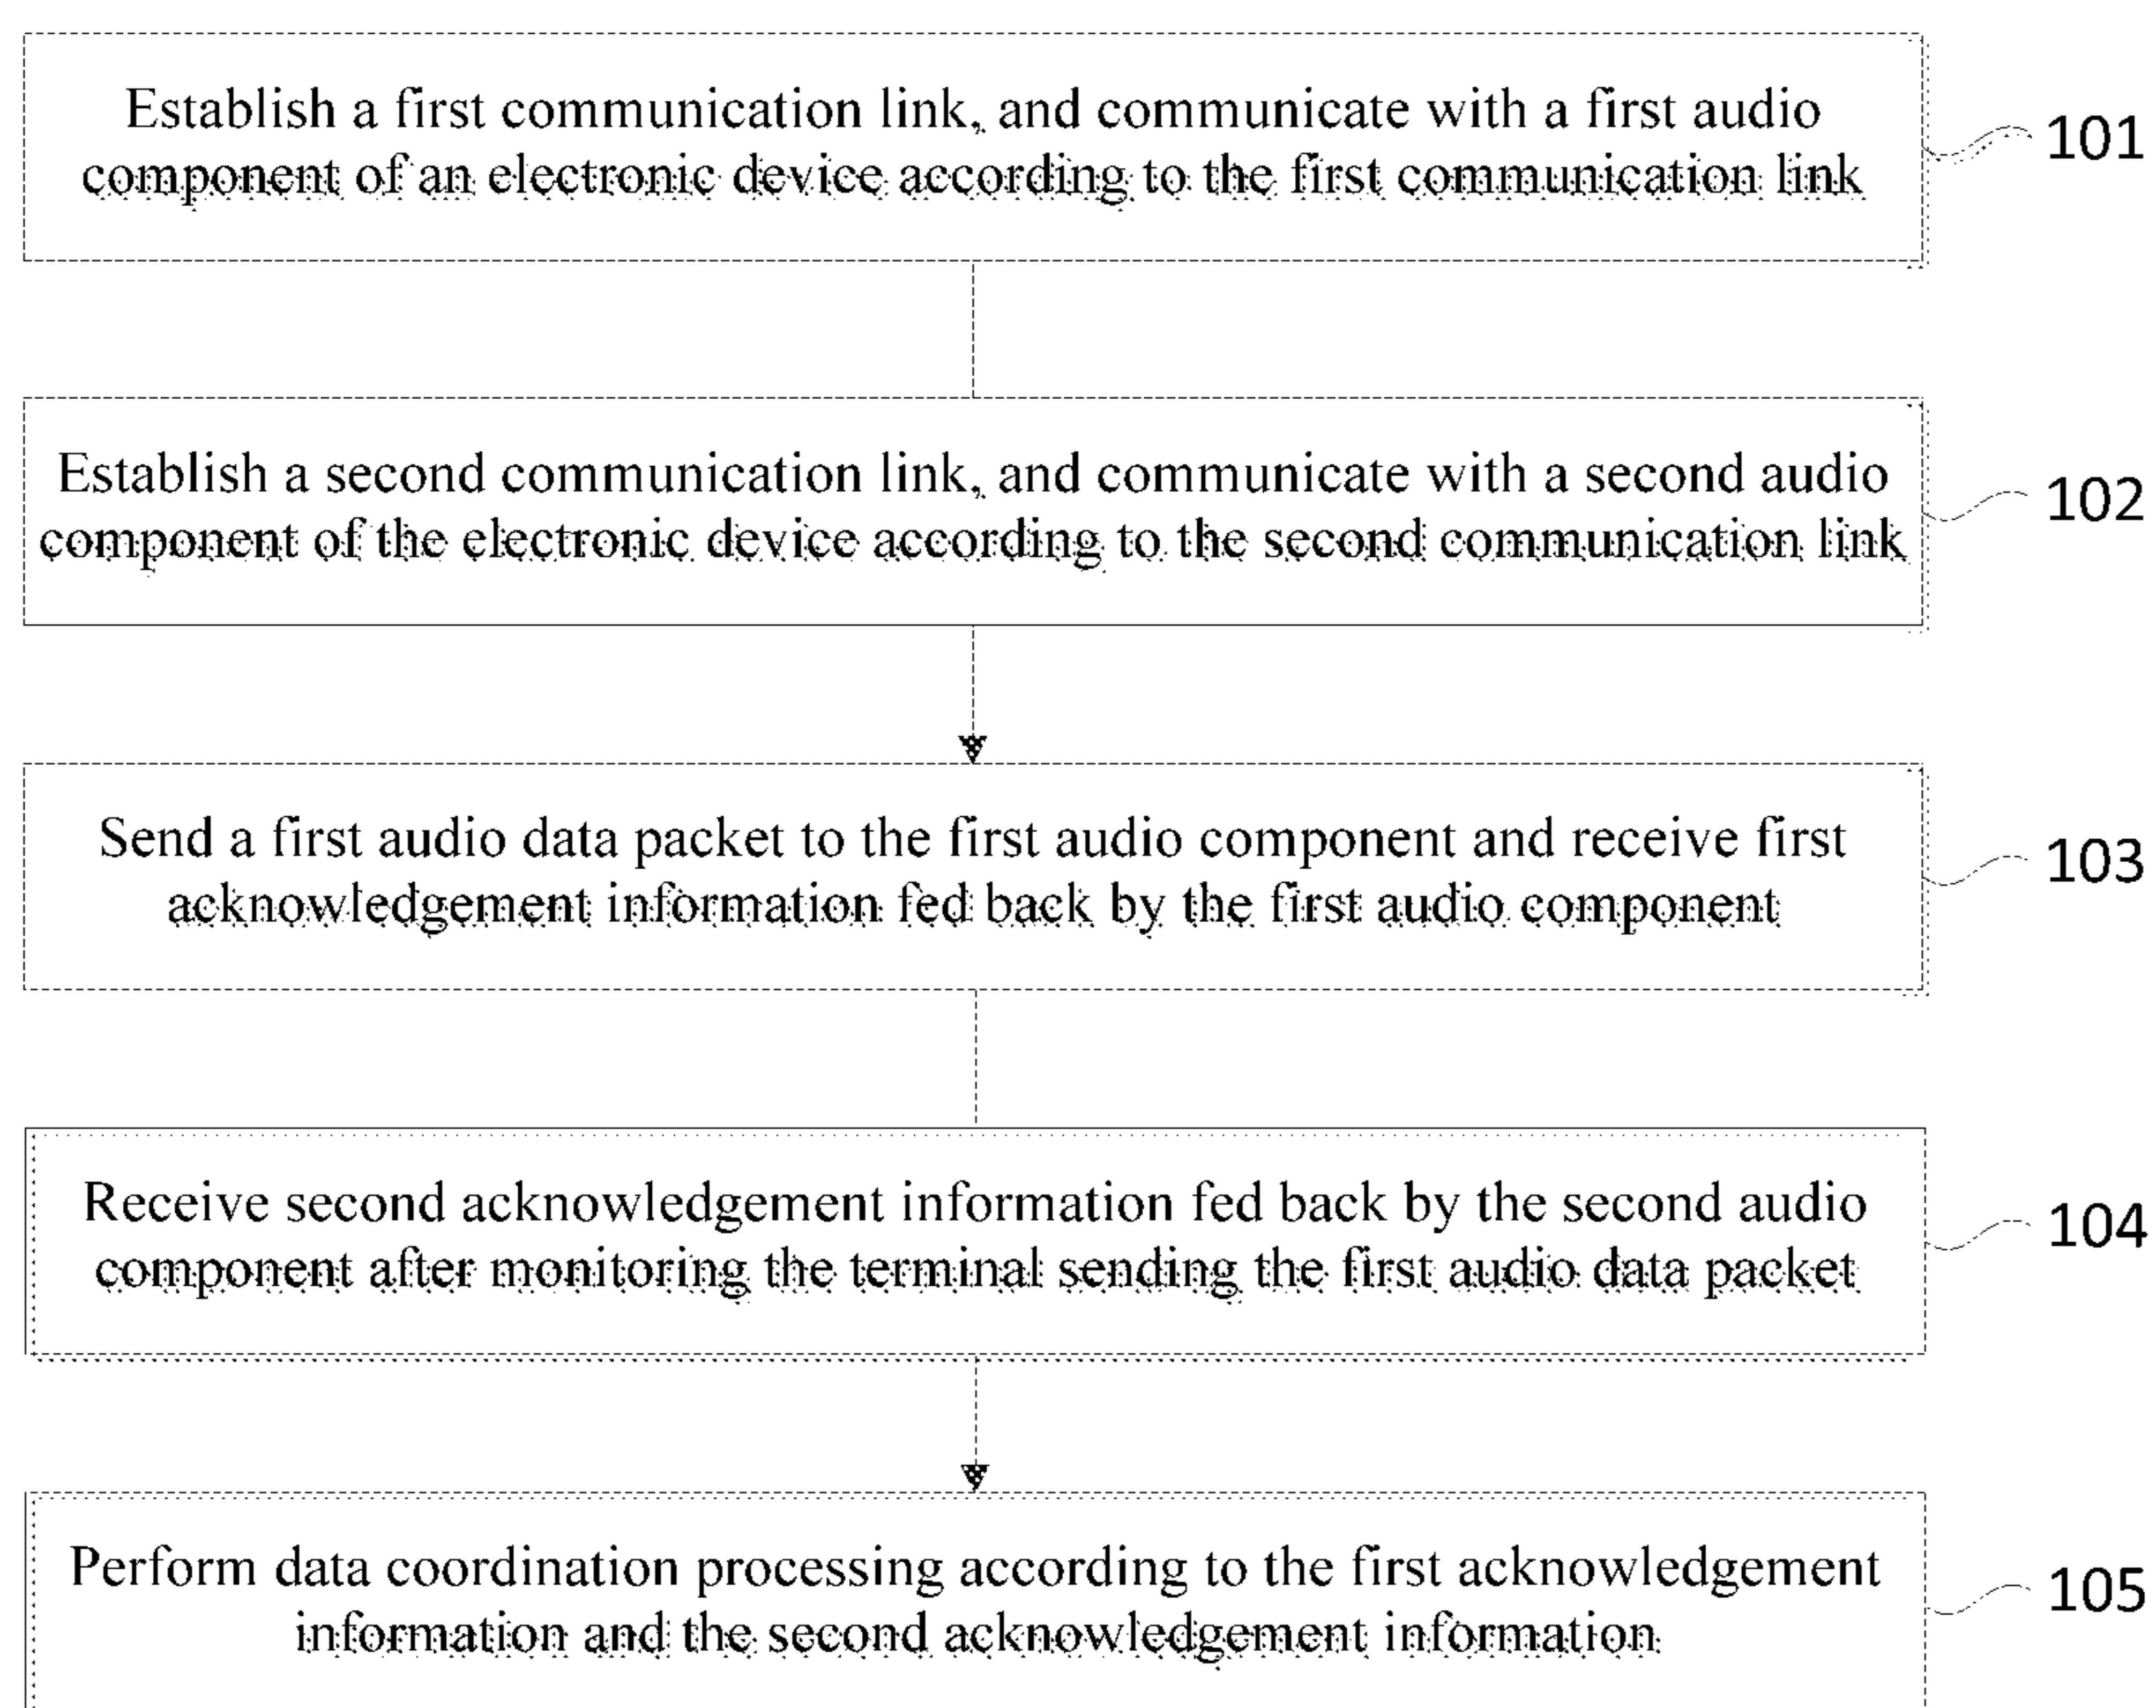 Establish a first communication link, and communicate with a first audio
component of an electronic device according to the first communication link
101
Establish a second communication link, and communicate with a second audio
component of the electronic device according to the second communication link
102
Send a first audio data packet to the first audio component and receive first
acknowledgement information fed back by the first audio component
103
Receive second acknowledgement information fed back by the second audio
component after monitoring the terminal sending the first audio data packet
104
Perform data coordination processing according to the first acknowledgement
information and the second acknowledgement information
105